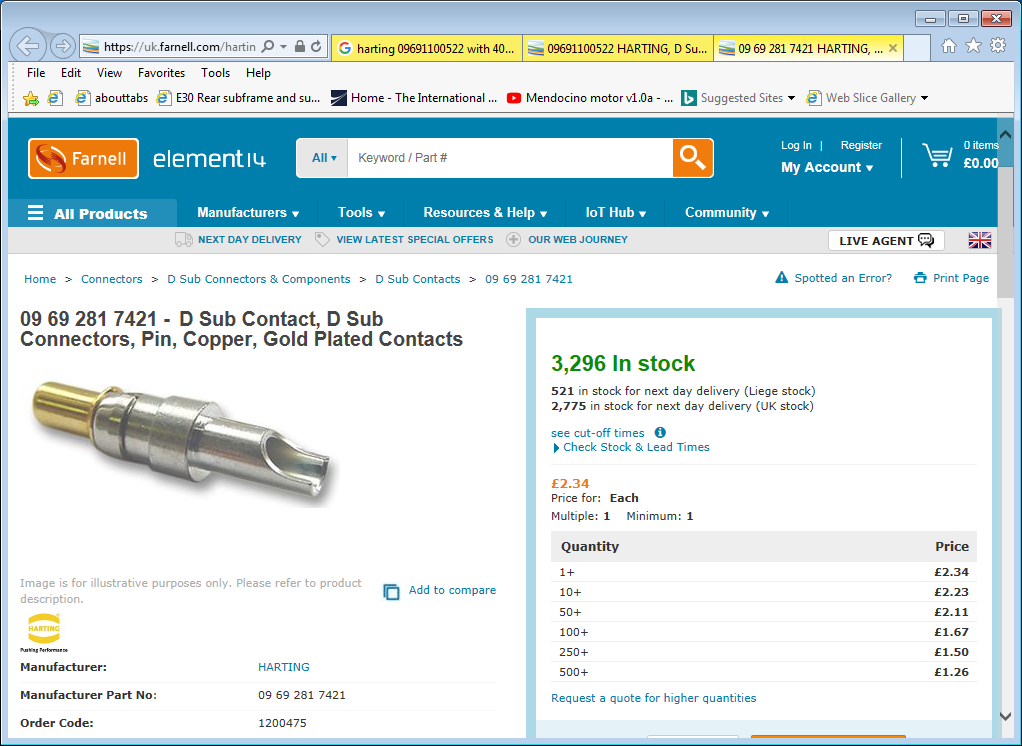 https://uk.farnell.com/hartin
harting 09691100522 with 40...
09691100522 HARTING, D Su...
09 69 281 7421 HARTING, ...
File Edit View Favorites Tools Help
abouttabs
E30 Rear subframe and su...
Home - The International ...
Mendocino motor v1.0a - ...
Suggested Sites
Web Slice Gallery
Farnell
element14
All
Keyword / Part #
Log In | Register
My Account
0 items
£0.00
All Products
Manufacturers
Tools
Resources & Help
IoT Hub
Community
NEXT DAY DELIVERY
VIEW LATEST SPECIAL OFFERS
OUR WEB JOURNEY
LIVE AGENT
Home > Connectors > D Sub Connectors & Components > D Sub Contacts > 09 69 281 7421
Spotted an Error?
Print Page
09 69 281 7421 - D Sub Contact, D Sub
Connectors, Pin, Copper, Gold Plated Contacts
Image is for illustrative purposes only. Please refer to product
description.
Add to compare
HARTING
Pushing Performance
Manufacturer: HARTING
Manufacturer Part No: 09 69 281 7421
Order Code: 1200475
3,296 In stock
521 in stock for next day delivery (Liege stock)
2,775 in stock for next day delivery (UK stock)
see cut-off times
Check Stock & Lead Times
£2.34
Price for: Each
Multiple: 1 Minimum: 1
Quantity Price
1+ £2.34
10+ £2.23
50+ £2.11
100+ £1.67
250+ £1.50
500+ £1.26
Request a quote for higher quantities